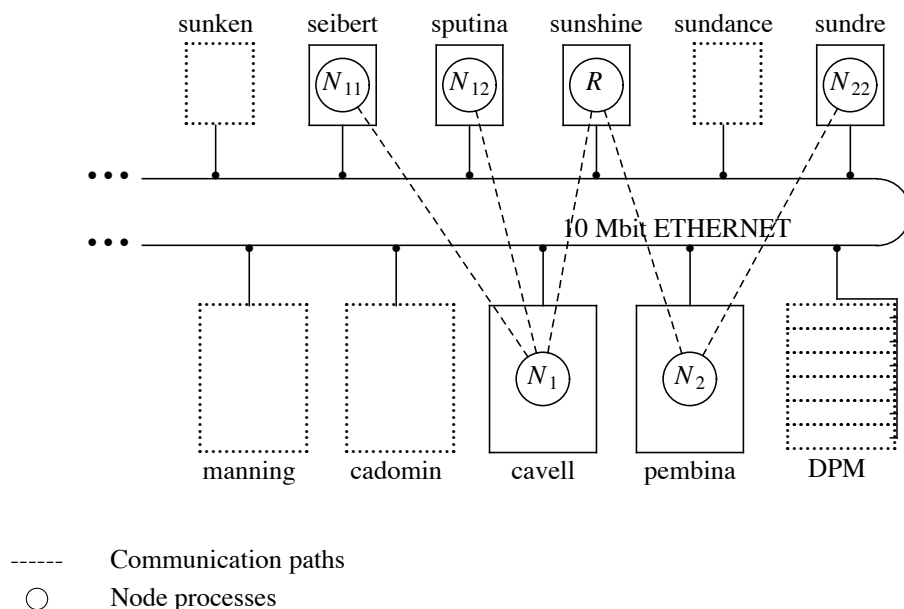 sunken seibert sputina sunshine sundance sundre
N11 N12 R N22
10 Mbit ETHERNET
N1 N2
manning cadomin cavell pembina DPM
------ Communication paths
Node processes